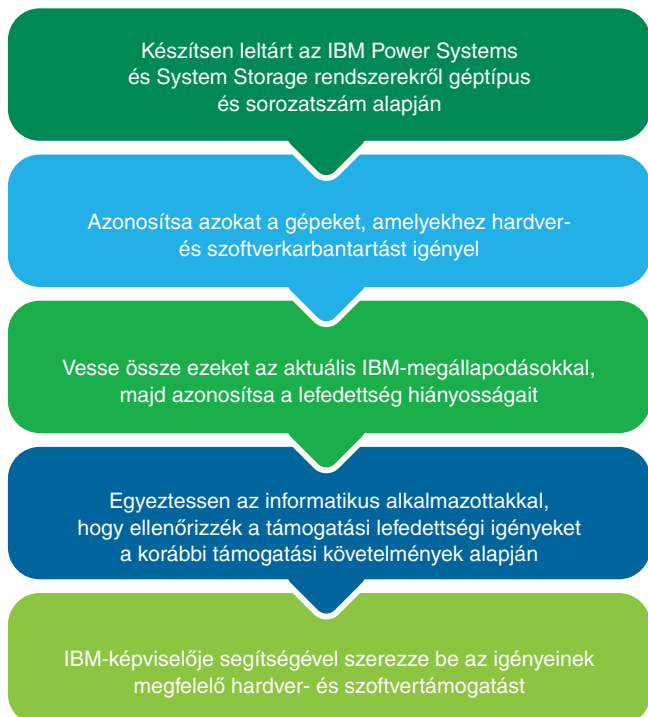 Készítsen leltárt az IBM Power Systems
és System Storage rendszerekről géptípus
és sorozatszám alapján
Azonosítsa azokat a gépeket, amelyekhez hardver-
és szoftverkarbantartást igényel
Vesse össze ezeket az aktuális IBM-megállapodásokkal,
majd azonosítsa a lefedettség hiányosságait
Egyeztessen az informatikus alkalmazottakkal,
hogy ellenőrizzék a támogatási lefedettségi igényeket
a korábbi támogatási követelmények alapján
IBM-képviselője segítségével szerezze be az igényeinek
megfelelő hardver- és szoftvertámogatást